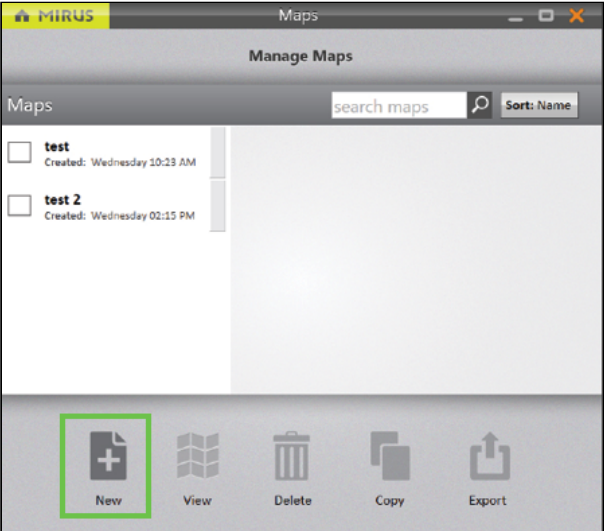 MIRUS Maps
Manage Maps
Maps search maps Sort: Name
test
Created: Wednesday 10:23 AM
test 2
Created: Wednesday 02:15 PM
New View Delete Copy Export